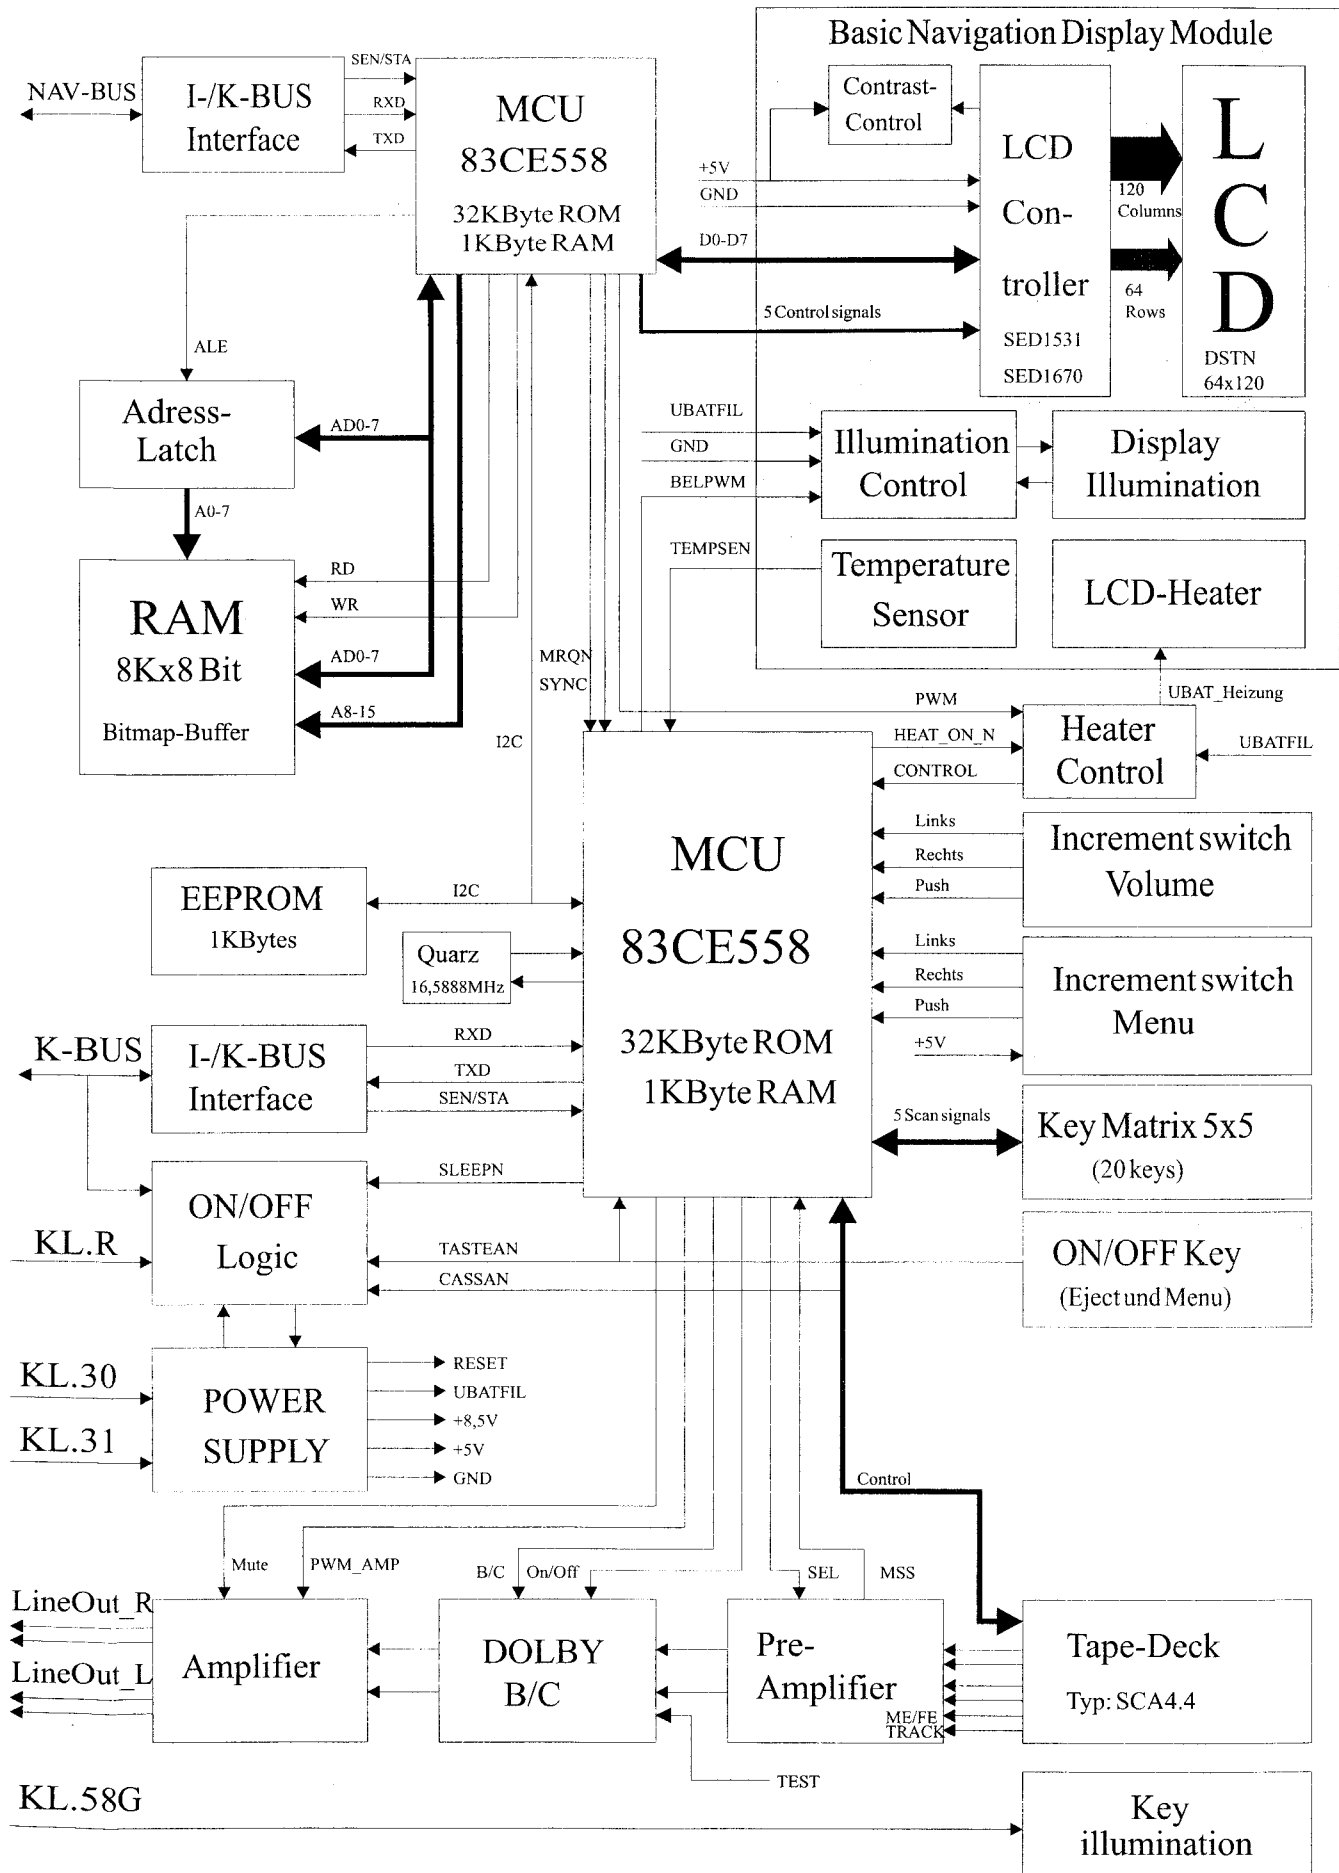 Basic Navigation Display Module
NAV-BUS
I-/K-BUS
Interface
SEN/STA
RXD
TXD
MCU
83CE558
32KByte ROM
1KByte RAM
Contrast-
Control
+5V
GND
D0-D7
5 Control signals
LCD
Con-
troller
SED1531
SED1670
120
Columns
64
Rows
L
C
D
DSTN
64x120
ALE
Adress-
Latch
AD0-7
A0-7
RAM
8Kx8 Bit
Bitmap-Buffer
RD
WR
AD0-7
A8-15
UBATFIL
GND
BELPWM
Illumination
Control
Display
Illumination
TEMPSEN
Temperature
Sensor
LCD-Heater
MRQN
SYNC
I2C
PWM
HEAT_ON_N
CONTROL
UBAT_Heizung
Heater
Control
UBATFIL
MCU
83CE558
32KByte ROM
1KByte RAM
Links
Rechts
Push
Increment switch
Volume
EEPROM
1KBytes
I2C
Quarz
16,5888MHz
Links
Rechts
Push
+5V
Increment switch
Menu
K-BUS
I-/K-BUS
Interface
RXD
TXD
SEN/STA
5 Scan signals
Key Matrix 5x5
(20 keys)
ON/OFF
Logic
KL.R
SLEEPN
TASTEAN
CASSAN
ON/OFF Key
(Eject und Menu)
KL.30
KL.31
POWER
SUPPLY
RESET
UBATFIL
+8,5V
+5V
GND
Control
Mute
PWM_AMP
B/C
On/Off
SEL
MSS
LineOut_R
LineOut_L
Amplifier
DOLBY
B/C
Pre-
Amplifier
ME/FE
TRACK
Tape-Deck
Typ: SCA4.4
TEST
KL.58G
Key
illumination